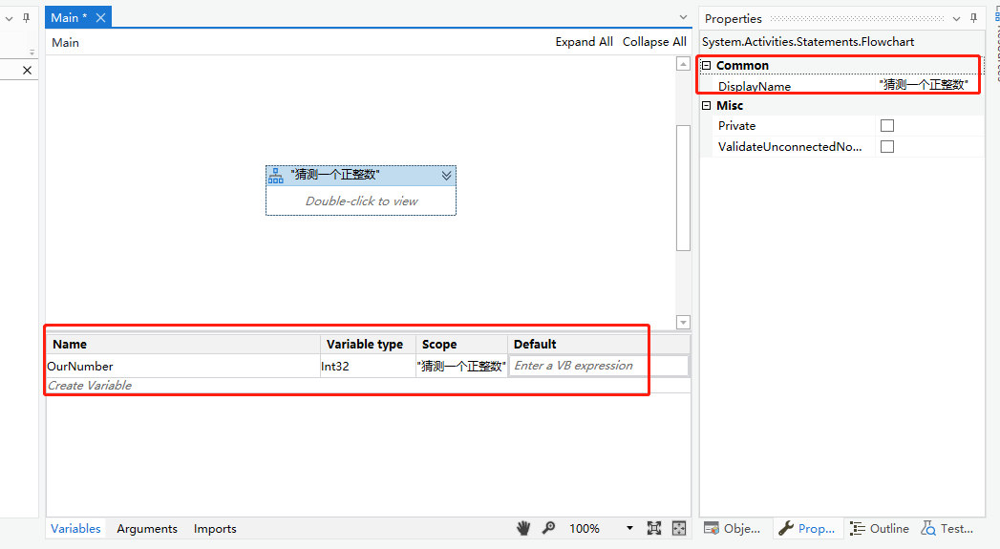 Main *
Main
Expand All Collapse All
"猜测一个正整数"
Double-click to view
Name Variable type Scope Default
OurNumber Int32 "猜测一个正整数" Enter a VB expression
Create Variable
Variables Arguments Imports 100%
Properties
System.Activities.Statements.Flowchart
Common
DisplayName "猜测一个正整数"
Misc
Private
ValidateUnconnectedNo...
Obje... Prop... Outline Test...